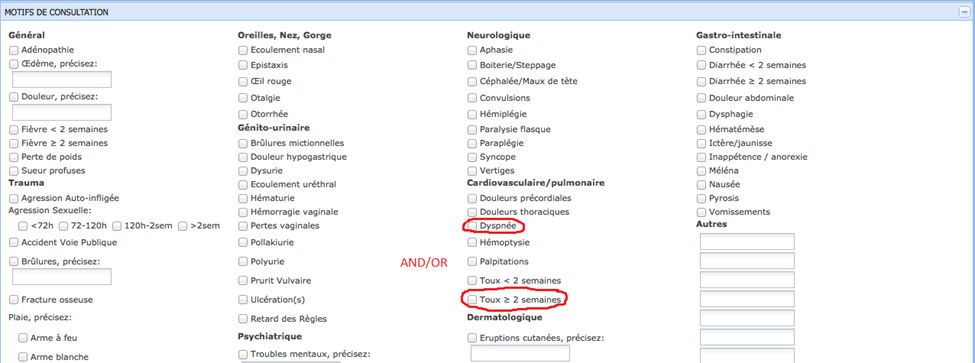 MOTIFS DE CONSULTATION
Général
Adénopathie
Œdème, précisez:
Douleur, précisez:
Fièvre < 2 semaines
Fièvre ≥ 2 semaines
Perte de poids
Sueur profuses
Trauma
Agression Auto-infligée
Agression Sexuelle:
<72h 72-120h 120h-2sem >2sem
Accident Voie Publique
Brûlures, précisez:
Fracture osseuse
Plaie, précisez:
Arme à feu
Arme blanche
Oreilles, Nez, Gorge
Ecoulement nasal
Epistaxis
Œil rouge
Otalgie
Otorrhée
Génito-urinaire
Brûlures mictionnelles
Douleur hypogastrique
Dysurie
Ecoulement uréthral
Hématurie
Hémorragie vaginale
Pertes vaginales
Pollakiurie
Polyurie
Prurit Vulvaire
Ulcération(s)
Retard des Règles
Psychiatrique
Troubles mentaux, précisez:
Neurologique
Aphasie
Boiterie/Steppage
Céphalée/Maux de tête
Convulsions
Hémiplégie
Paralysie flasque
Paraplégie
Syncope
Vertiges
Cardiovasculaire/pulmonaire
Douleurs précordiales
Douleurs thoraciques
Dyspnée
Hémoptysie
AND/OR
Palpitations
Toux < 2 semaines
Toux ≥ 2 semaines
Dermatologique
Eruptions cutanées, précisez:
Gastro-intestinale
Constipation
Diarrhée < 2 semaines
Diarrhée ≥ 2 semaines
Douleur abdominale
Dysphagie
Hématémèse
Ictère/jaunisse
Inappétence / anorexie
Méléna
Nausée
Pyrosis
Vomissements
Autres